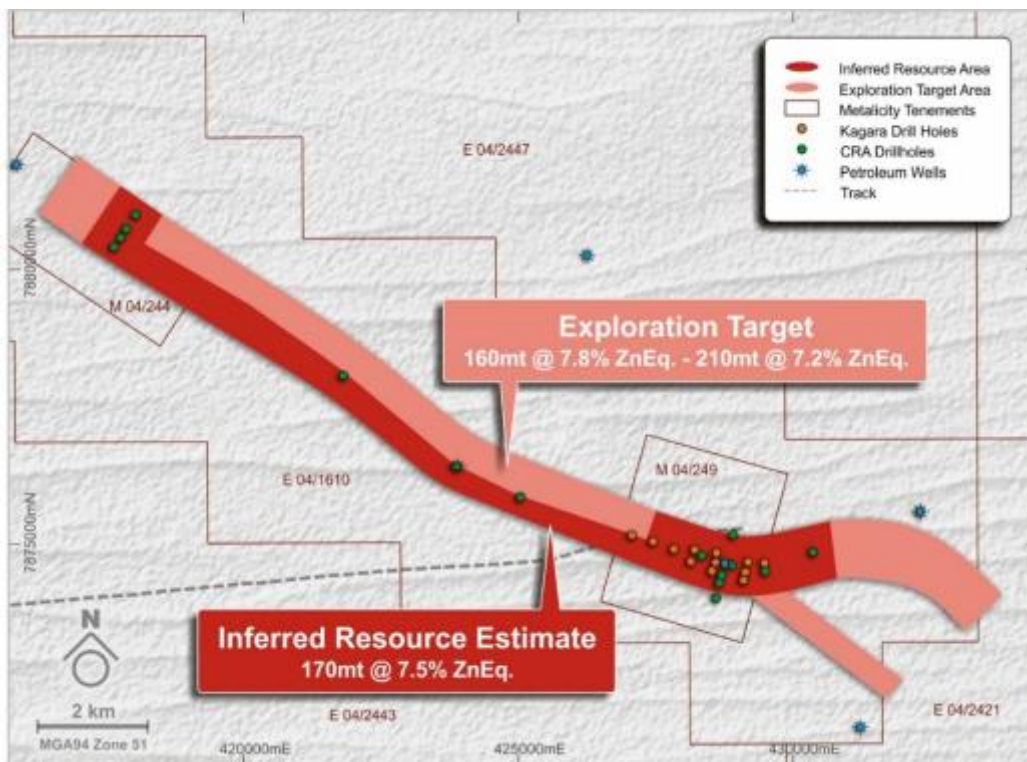 Inferred Resource Area
Exploration Target Area
Metalicity Tenements
Kagara Drill Holes
CRA Drillholes
Petroleum Wells
Track
E 04/2447
7880000mN
M 04/244
Exploration Target
160mt @ 7.8% ZnEq. - 210mt @ 7.2% ZnEq.
M 04/249
E 04/1610
7875000mN
Inferred Resource Estimate
170mt @ 7.5% ZnEq.
N
2 km
MGA94 Zone 51
E 04/2443
E 04/2421
420000mE
425000mE
430000mE